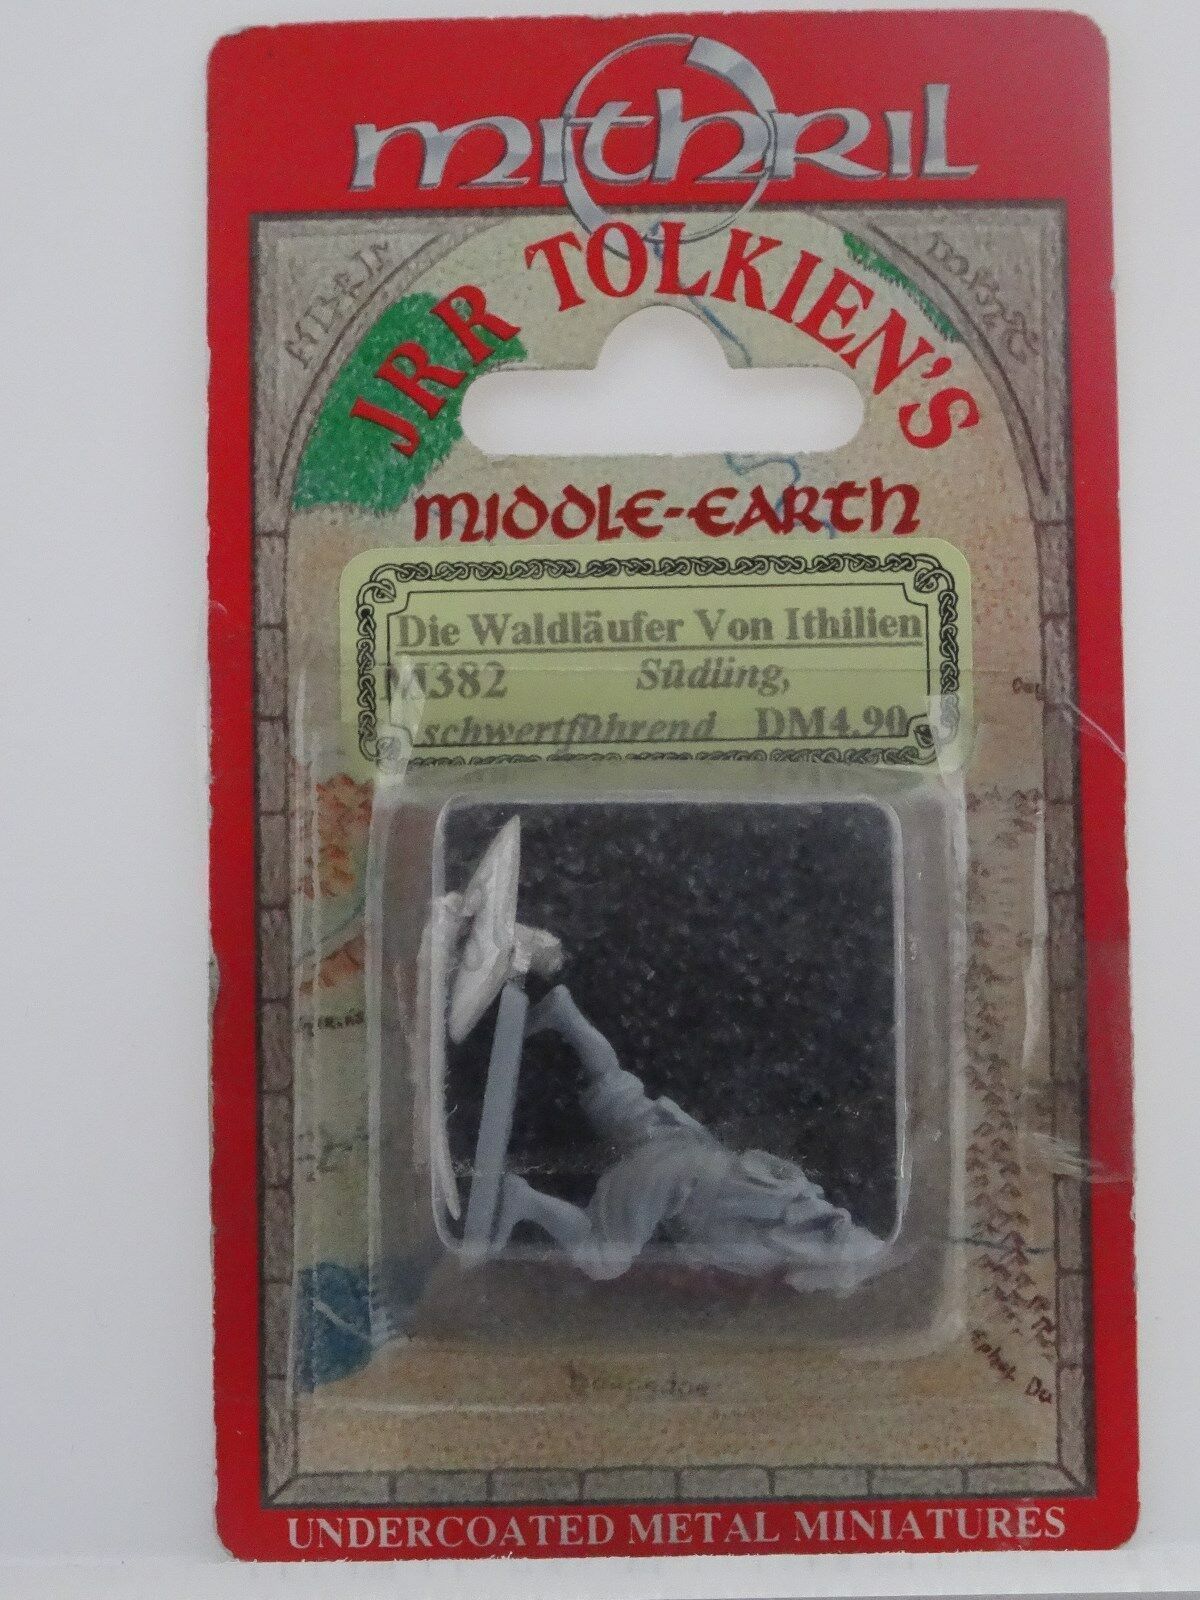 mithril
JRR TOLKIEN'S
MIDDLE-EARTH
Die Waldläufer Von Ithilien
M382 Südling,
schwertführend DM4.90
UNDERCOATED METAL MINIATURES